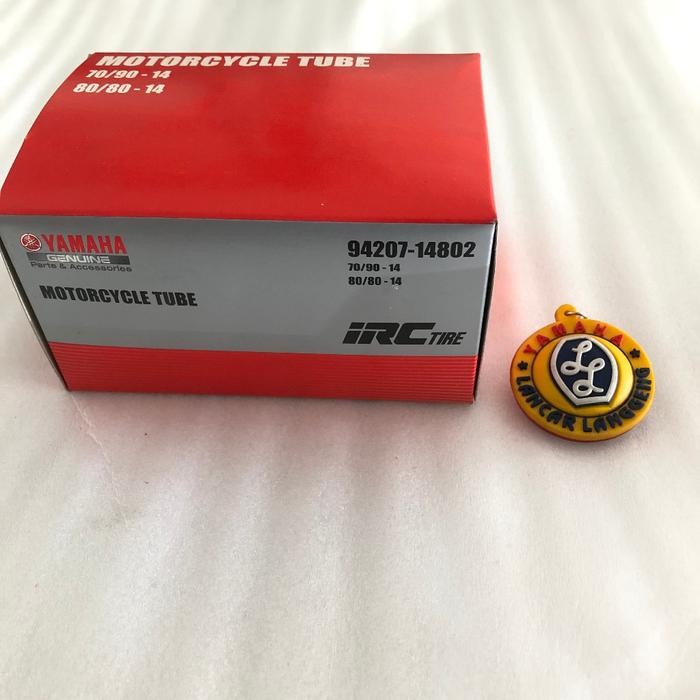 MOTORCYCLE TUBE
70/90 - 14
80/80 - 14
YAMAHA
GENUINE
Parts & Accessories
MOTORCYCLE TUBE
94207-14802
70/90 - 14
80/80 - 14
iRC TIRE
YAMAHA
LL
LANCAR LANGGENG